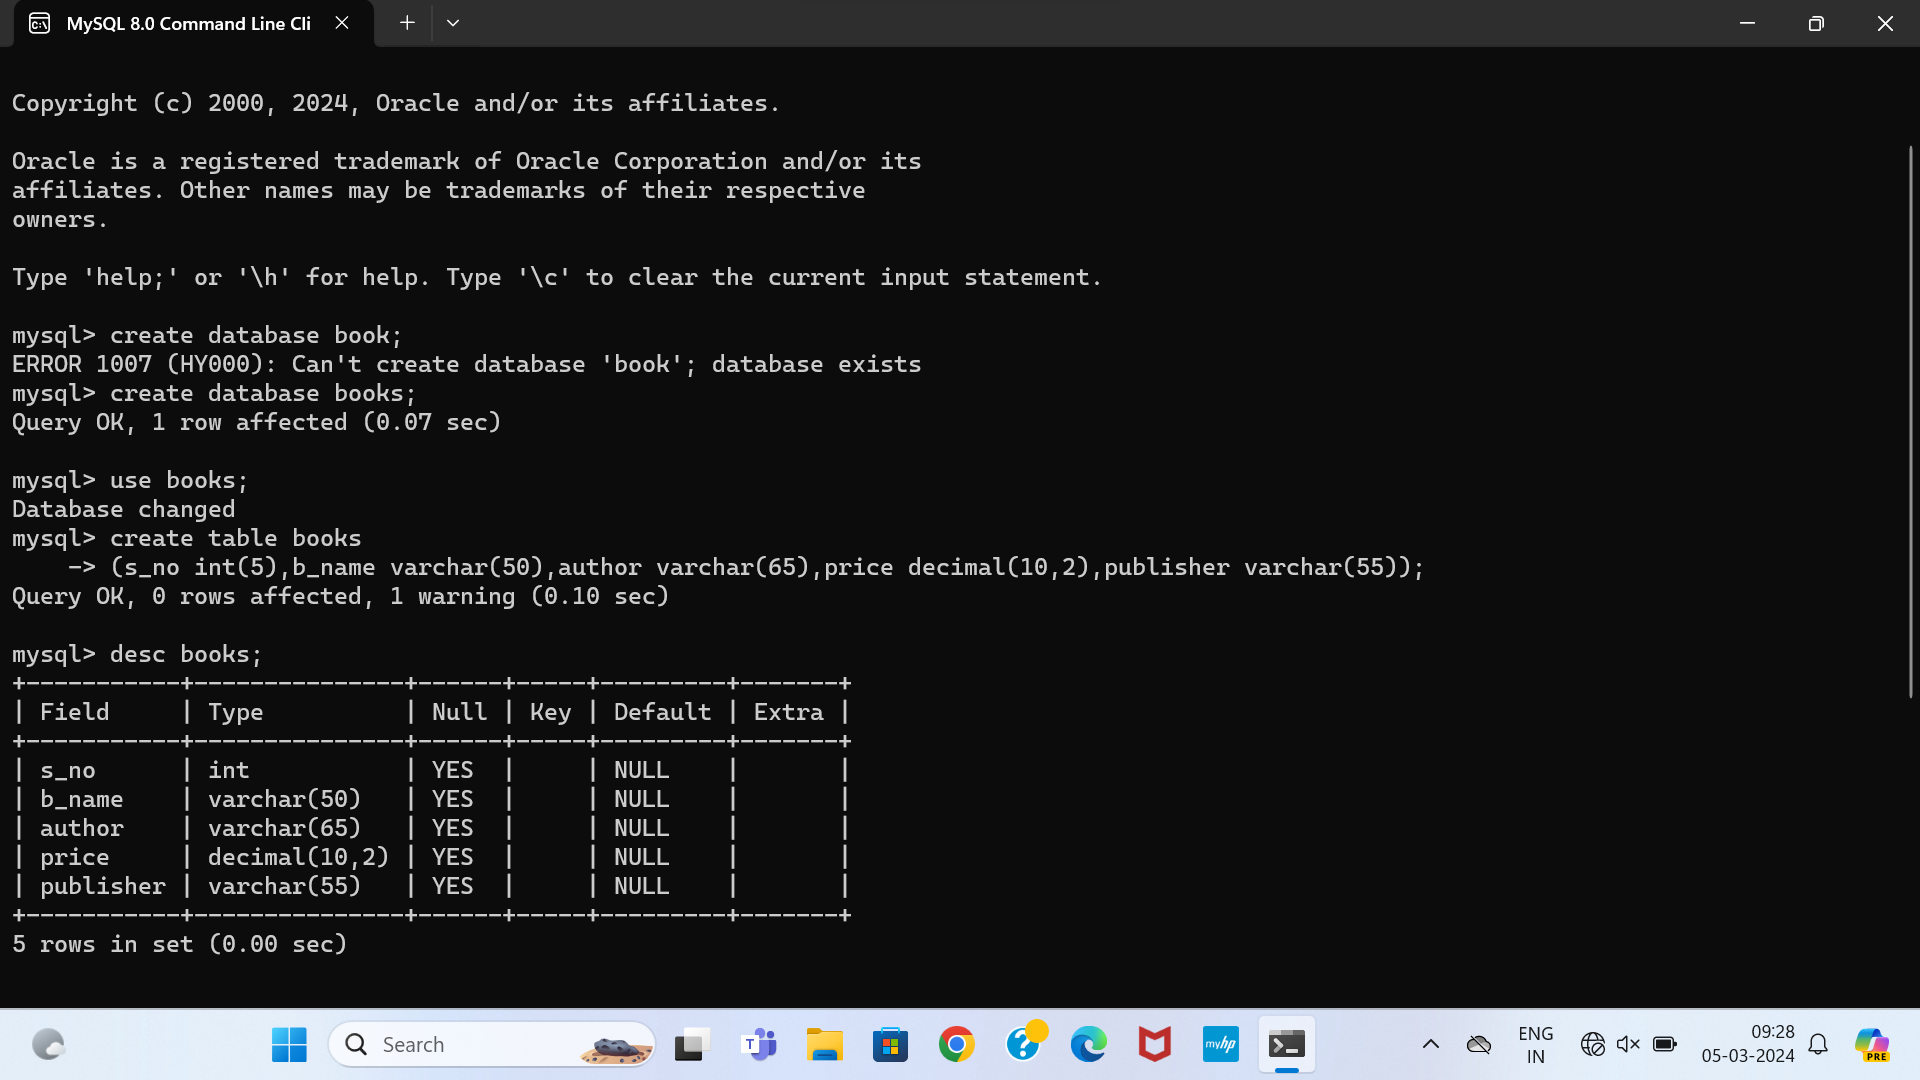 MySQL 8.0 Command Line Cli
Copyright (c) 2000, 2024, Oracle and/or its affiliates.
Oracle is a registered trademark of Oracle Corporation and/or its
affiliates. Other names may be trademarks of their respective
owners.
Type 'help;' or '\h' for help. Type '\c' to clear the current input statement.
mysql> create database book;
ERROR 1007 (HY000): Can't create database 'book'; database exists
mysql> create database books;
Query OK, 1 row affected (0.07 sec)
mysql> use books;
Database changed
mysql> create table books
    -> (s_no int(5),b_name varchar(50),author varchar(65),price decimal(10,2),publisher varchar(55));
Query OK, 0 rows affected, 1 warning (0.10 sec)
mysql> desc books;
+-----------+---------------+------+-----+---------+-------+
| Field     | Type          | Null | Key | Default | Extra |
+-----------+---------------+------+-----+---------+-------+
| s_no      | int           | YES  |     | NULL    |       |
| b_name    | varchar(50)   | YES  |     | NULL    |       |
| author    | varchar(65)   | YES  |     | NULL    |       |
| price     | decimal(10,2) | YES  |     | NULL    |       |
| publisher | varchar(55)   | YES  |     | NULL    |       |
+-----------+---------------+------+-----+---------+-------+
5 rows in set (0.00 sec)
Search
T
?
myhp
ENG
IN
09:28
05-03-2024
PRE